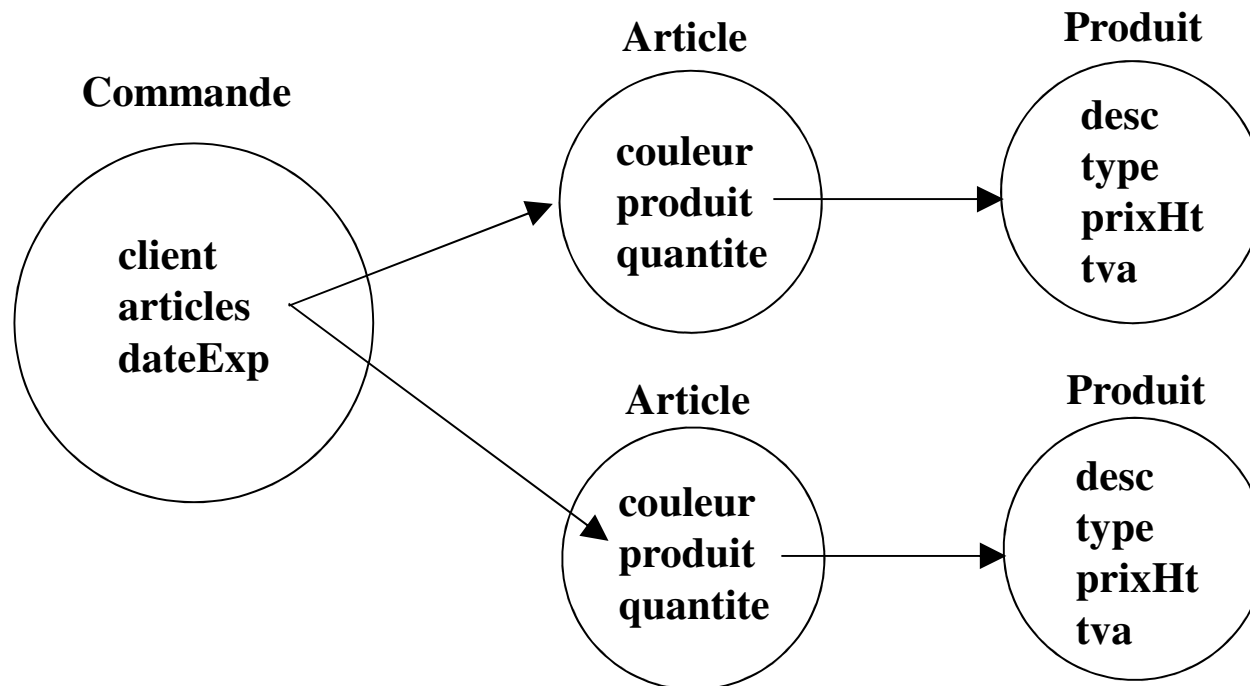 Commande
client
articles
dateExp
Article
couleur
produit
quantite
Produit
desc
type
prixHt
tva
Article
couleur
produit
quantite
Produit
desc
type
prixHt
tva